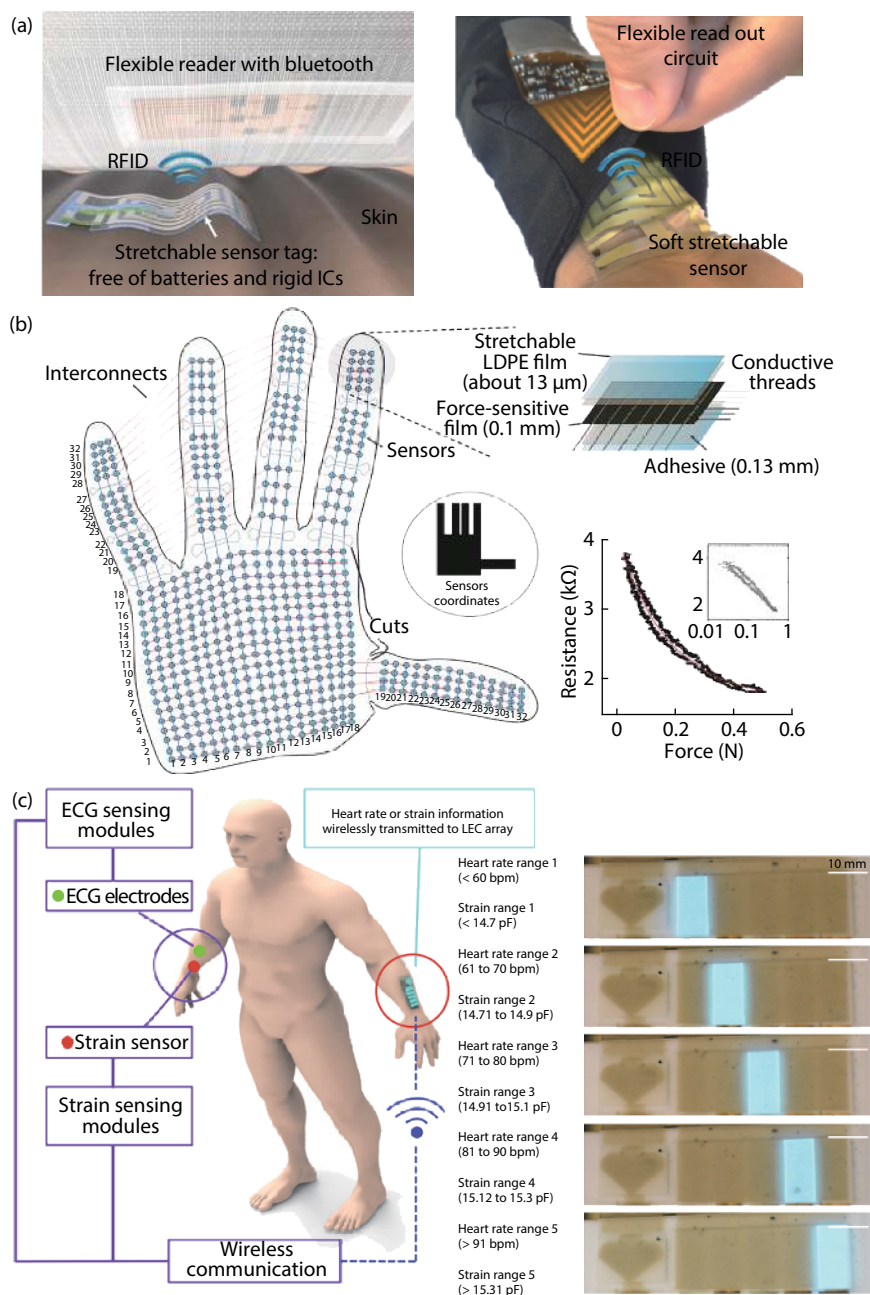 (a)
Flexible reader with bluetooth
RFID
Skin
Stretchable sensor tag:
free of batteries and rigid ICs
Flexible read out
circuit
RFID
Soft stretchable
sensor
(b)
Interconnects
Sensors
Cuts
Sensors
coordinates
32
31
30
29
28
27
26
25
24
23
22
21
20
19
18
17
16
15
14
13
12
11
10
9
8
7
6
5
4
3
2
1
1 2 3 4 5 6 7 8 9 10 11 12 13 14 15 16 17 18
19 20 21 22 23 24 25 26 27 28 29 30 31 32
Stretchable
LDPE film
(about 13 μm)
Conductive
threads
Force-sensitive
film (0.1 mm)
Adhesive (0.13 mm)
Resistance (kΩ)
4
3
2
0 0.2 0.4 0.6
Force (N)
4
2
0.01 0.1 1
(c)
ECG sensing
modules
ECG electrodes
Strain sensor
Strain sensing
modules
Wireless
communication
Heart rate or strain information
wirelessly transmitted to LEC array
Heart rate range 1
(< 60 bpm)
Strain range 1
(< 14.7 pF)
Heart rate range 2
(61 to 70 bpm)
Strain range 2
(14.71 to 14.9 pF)
Heart rate range 3
(71 to 80 bpm)
Strain range 3
(14.91 to15.1 pF)
Heart rate range 4
(81 to 90 bpm)
Strain range 4
(15.12 to 15.3 pF)
Heart rate range 5
(> 91 bpm)
Strain range 5
(> 15.31 pF)
10 mm